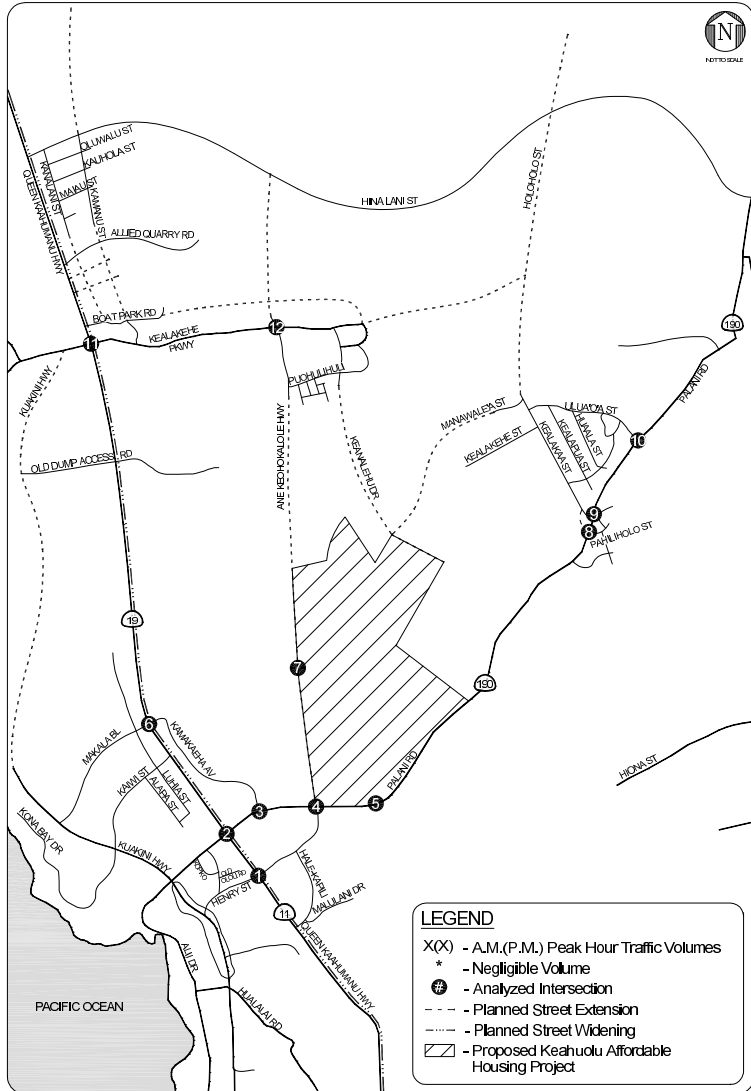 N
NOT TO SCALE
OLUWALU ST
KAUHOLA ST
KANALANI ST
MAIAU ST
KAMANU ST
QUEEN KAAHUMANU HWY
ALLIED QUARRY RD
HINA LANI ST
HOLOHOLO ST
BOAT PARK RD
KEALAKEHE
PKWY
12
11
190
PALANI RD
KUAKINI HWY
PUOHULIHULI
MANAWALEA ST
ULUAOA ST
HUAALA ST
KEALAPUA ST
KEALAKAA ST
KEALAKEHE ST
10
ANE KEOHOKALOLE HWY
KEANALEHU DR
OLD DUMP ACCESS RD
9
8
PAHILIHOLO ST
19
7
190
6
KAMAKAEHA AV
MAKALA BL
KAIWI ST
LUHIA ST
ALAPA ST
PALANI RD
HIONA ST
3
4
5
2
KONA BAY DR
KUAKINI HWY
OLD
1
HENRY ST
HALE-KAPILI
MALULANI DR
11
QUEEN KAAHUMANU HWY
ALII DR
HUALALAI RD
PACIFIC OCEAN
LEGEND
X(X) - A.M.(P.M.) Peak Hour Traffic Volumes
* - Negligible Volume
# - Analyzed Intersection
- Planned Street Extension
- Planned Street Widening
- Proposed Keahuolu Affordable
Housing Project